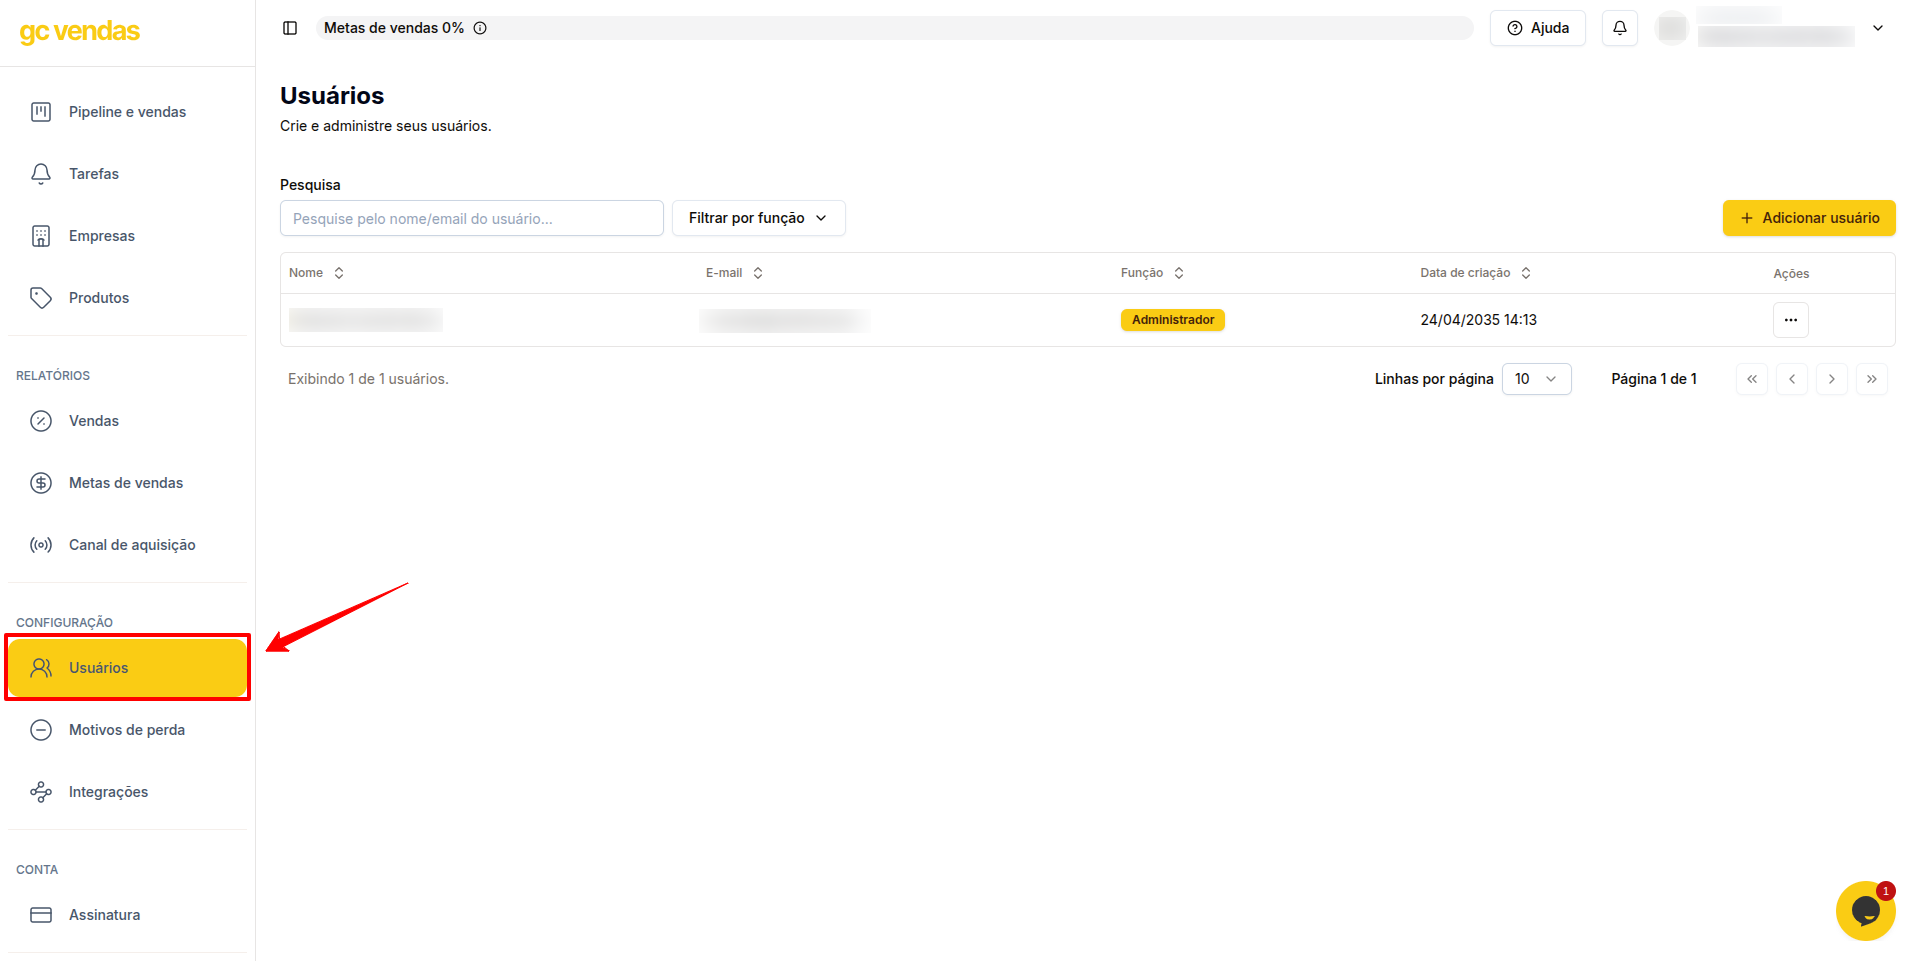 gc vendas
Pipeline e vendas
Tarefas
Empresas
Produtos
RELATÓRIOS
Vendas
Metas de vendas
Canal de aquisição
CONFIGURAÇÃO
Usuários
Motivos de perda
Integrações
CONTA
Assinatura
Metas de vendas 0%
Ajuda
Usuários
Crie e administre seus usuários.
Pesquisa
Pesquise pelo nome/email do usuário...
Filtrar por função
Adicionar usuário
Nome E-mail Função Data de criação Ações
Administrador 24/04/2035 14:13
Exibindo 1 de 1 usuários.
Linhas por página 10 Página 1 de 1
1